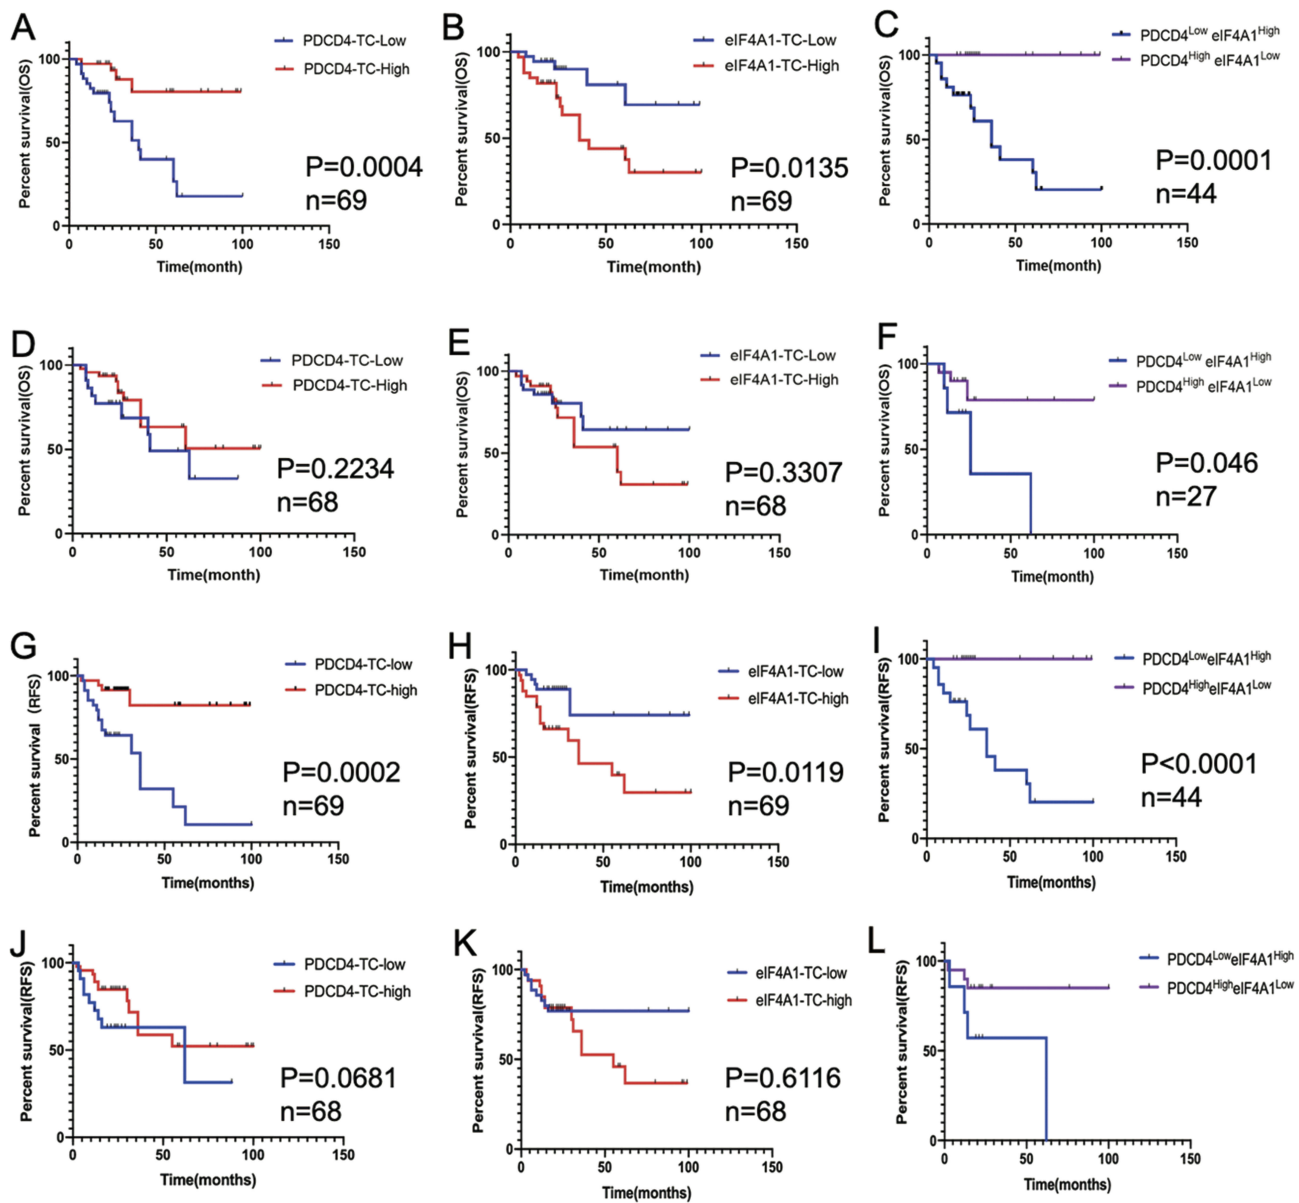 A
PDCD4-TC-Low
PDCD4-TC-High
Percent survival(OS)
100
50
0
P=0.0004
n=69
0 50 100 150
Time(month)
B
eIF4A1-TC-Low
eIF4A1-TC-High
Percent survival(OS)
100
50
0
P=0.0135
n=69
0 50 100 150
Time(month)
C
PDCD4Low eIF4A1High
PDCD4High eIF4A1Low
Percent survival(OS)
100
50
0
P=0.0001
n=44
0 50 100 150
Time(month)
D
PDCD4-TC-Low
PDCD4-TC-High
Percent survival(OS)
100
50
0
P=0.2234
n=68
0 50 100 150
Time(month)
E
eIF4A1-TC-Low
eIF4A1-TC-High
Percent survival(OS)
100
50
0
P=0.3307
n=68
0 50 100 150
Time(month)
F
PDCD4Low eIF4A1High
PDCD4High eIF4A1Low
Percent survival(OS)
100
50
0
P=0.046
n=27
0 50 100 150
Time(month)
G
PDCD4-TC-low
PDCD4-TC-high
Percent survival (RFS)
100
50
0
P=0.0002
n=69
0 50 100 150
Time(months)
H
eIF4A1-TC-low
eIF4A1-TC-high
Percent survival(RFS)
100
50
0
P=0.0119
n=69
0 50 100 150
Time(months)
I
PDCD4LoweIF4A1High
PDCD4HigheIF4A1Low
Percent survival(RFS)
100
50
0
P<0.0001
n=44
0 50 100 150
Time(months)
J
PDCD4-TC-low
PDCD4-TC-high
Percent survival(RFS)
100
50
0
P=0.0681
n=68
0 50 100 150
Time(months)
K
eIF4A1-TC-low
eIF4A1-TC-high
Percent survival(RFS)
100
50
0
P=0.6116
n=68
0 50 100 150
Time(months)
L
PDCD4LoweIF4A1High
PDCD4HigheIF4A1Low
Percent survival(RFS)
100
50
0
0 50 100 150
Time(months)